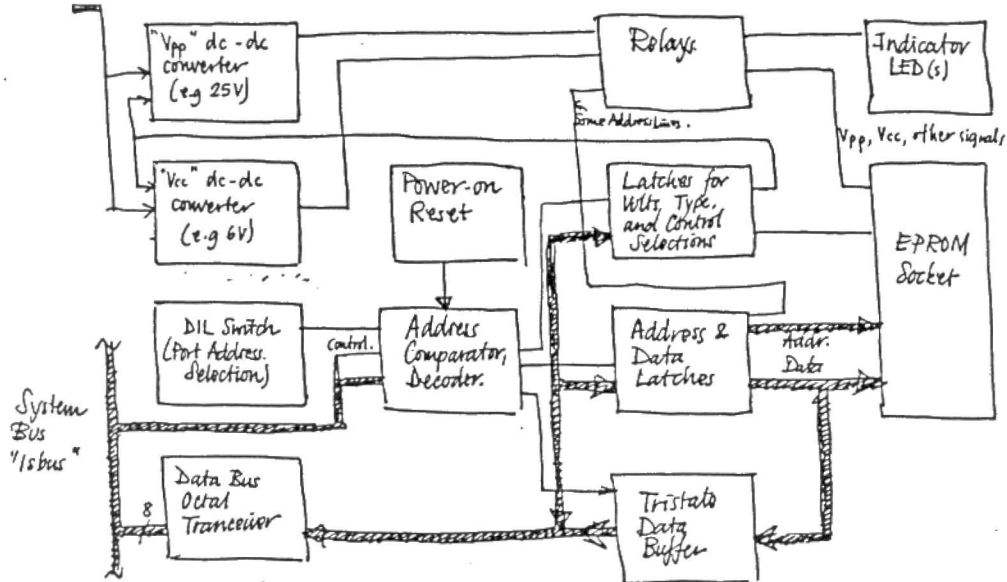 "Vpp" dc-dc
converter
(e.g 25V)
Relays
Indicator
LED(s)
Some Address Lines.
Vpp, Vcc, other signals
"Vcc" dc-dc
converter
(e.g 6V)
Power-on
Reset
Latches for
Type,
and Control
Selections
EPROM
Socket
DIL Switch
(Port Address
Selection)
Control.
Address
Comparator,
Decoder.
Address &
Data
Latches
Addr.
Data
System
Bus
Data Bus
Octal
Tranceiver
8
Tristate
Data
Buffer